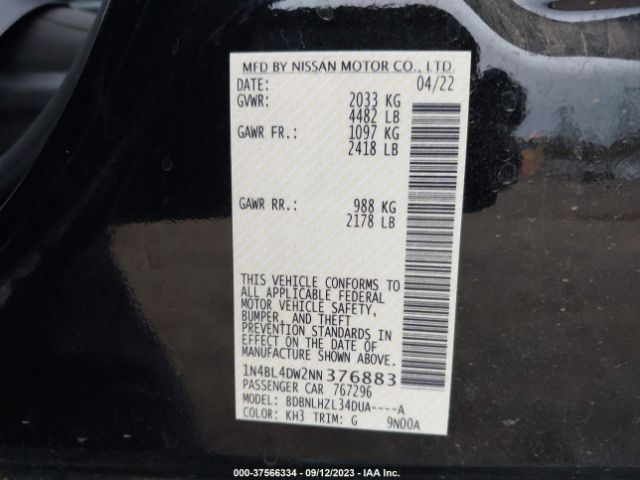 MFD BY NISSAN MOTOR CO., LTD.
DATE: 04/22
GVWR: 2033 KG
4482 LB
GAWR FR.: 1097 KG
2418 LB
GAWR RR.: 988 KG
2178 LB
THIS VEHICLE CONFORMS TO
ALL APPLICABLE FEDERAL
MOTOR VEHICLE SAFETY,
BUMPER, AND THEFT
PREVENTION STANDARDS IN
EFFECT ON THE DATE OF
MANUFACTURE SHOWN ABOVE.
1N4BL4DW2NN376883
PASSENGER CAR 767296
MODEL: BDBNLHZL34DUA----A
COLOR: KH3 TRIM: G 9N00A
000-37566334 - 09/12/2023 - IAA Inc.